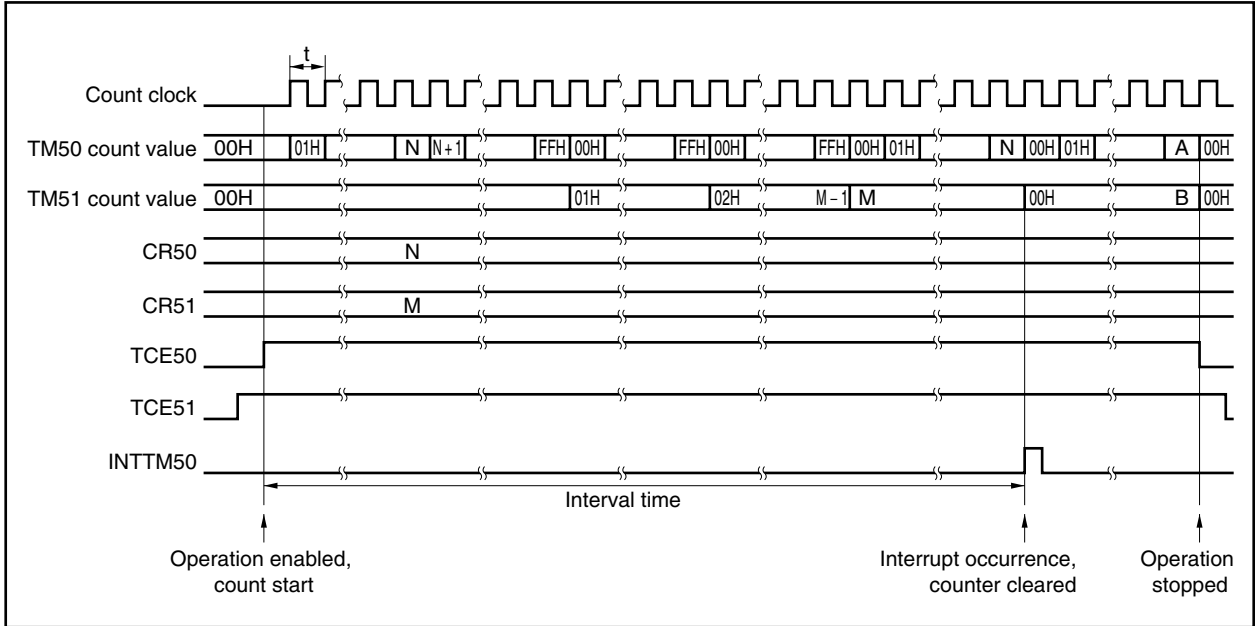 t
Count clock
TM50 count value 00H 01H N N + 1 FFH 00H FFH 00H FFH 00H 01H N 00H 01H A 00H
TM51 count value 00H 01H 02H M − 1 M 00H B 00H
CR50 N
CR51 M
TCE50
TCE51
INTTM50
Interval time
Operation enabled, count start
Interrupt occurrence, counter cleared
Operation stopped